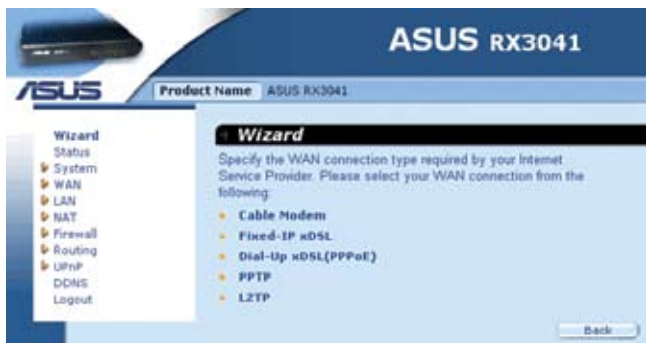 ASUS RX3041
ASUS
Product Name ASUS RX3041
Wizard
Status
System
WAN
LAN
NAT
Firewall
Routing
UPnP
DDNS
Logout
Wizard
Specify the WAN connection type required by your Internet
Service Provider. Please select your WAN connection from the
following:
Cable Modem
Fixed-IP xDSL
Dial-Up xDSL(PPPoE)
PPTP
L2TP
Back